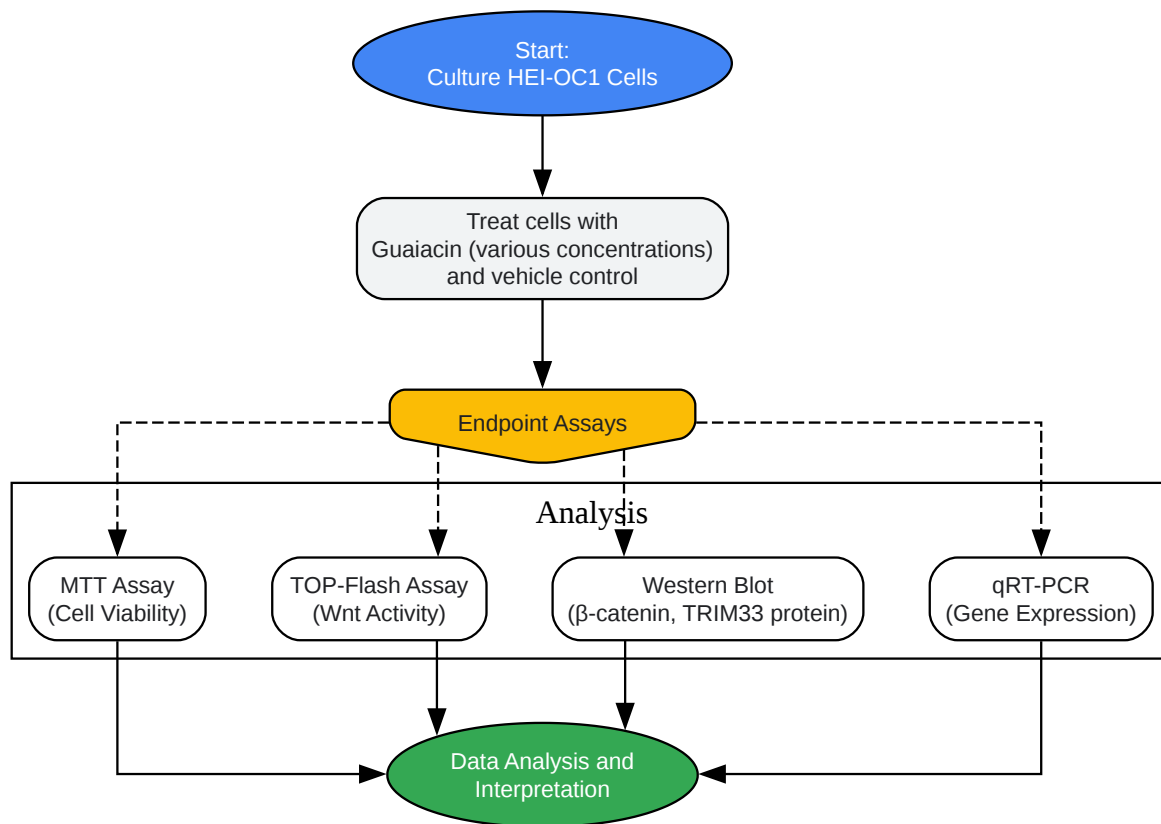 Start:
Culture HEI-OC1 Cells
Treat cells with
Guaiacin (various concentrations)
and vehicle control
Endpoint Assays
Analysis
MTT Assay
(Cell Viability)
TOP-Flash Assay
(Wnt Activity)
Western Blot
(β-catenin, TRIM33 protein)
qRT-PCR
(Gene Expression)
Data Analysis and
Interpretation